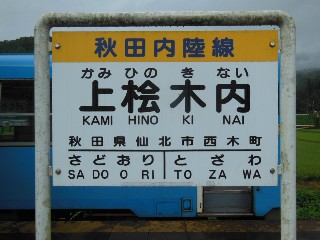 秋田内陸線
かみ ひの き ない
上桧木内
KAMI HINO KI NAI
秋田県仙北市西木町
さどおり とざわ
SA DO O RI TO ZA WA